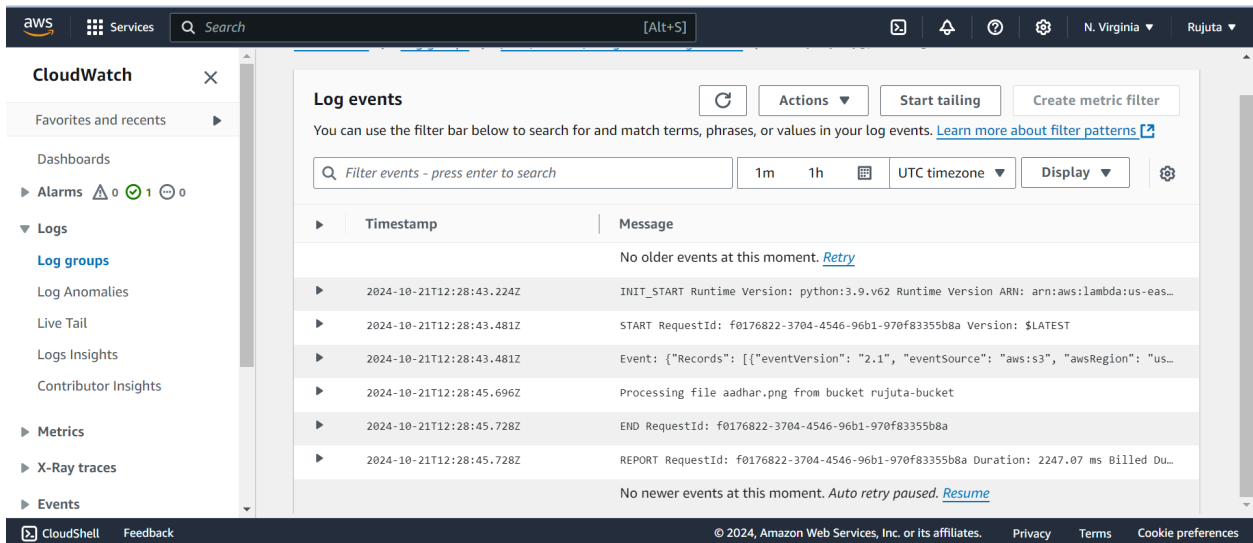 aws Services Search [Alt+S] N. Virginia Rujuta
CloudWatch
Favorites and recents
Dashboards
Alarms 0 1 0
Logs
Log groups
Log Anomalies
Live Tail
Logs Insights
Contributor Insights
Metrics
X-Ray traces
Events
Log events Actions Start tailing Create metric filter
You can use the filter bar below to search for and match terms, phrases, or values in your log events. Learn more about filter patterns
Filter events - press enter to search 1m 1h UTC timezone Display
Timestamp Message
No older events at this moment. Retry
2024-10-21T12:28:43.224Z INIT_START Runtime Version: python:3.9.v62 Runtime Version ARN: arn:aws:lambda:us-eas…
2024-10-21T12:28:43.481Z START RequestId: f0176822-3704-4546-96b1-970f83355b8a Version: $LATEST
2024-10-21T12:28:43.481Z Event: {"Records": [{"eventVersion": "2.1", "eventSource": "aws:s3", "awsRegion": "us…
2024-10-21T12:28:45.696Z Processing file aadhar.png from bucket rujuta-bucket
2024-10-21T12:28:45.728Z END RequestId: f0176822-3704-4546-96b1-970f83355b8a
2024-10-21T12:28:45.728Z REPORT RequestId: f0176822-3704-4546-96b1-970f83355b8a Duration: 2247.07 ms Billed Du…
No newer events at this moment. Auto retry paused. Resume
CloudShell Feedback © 2024, Amazon Web Services, Inc. or its affiliates. Privacy Terms Cookie preferences